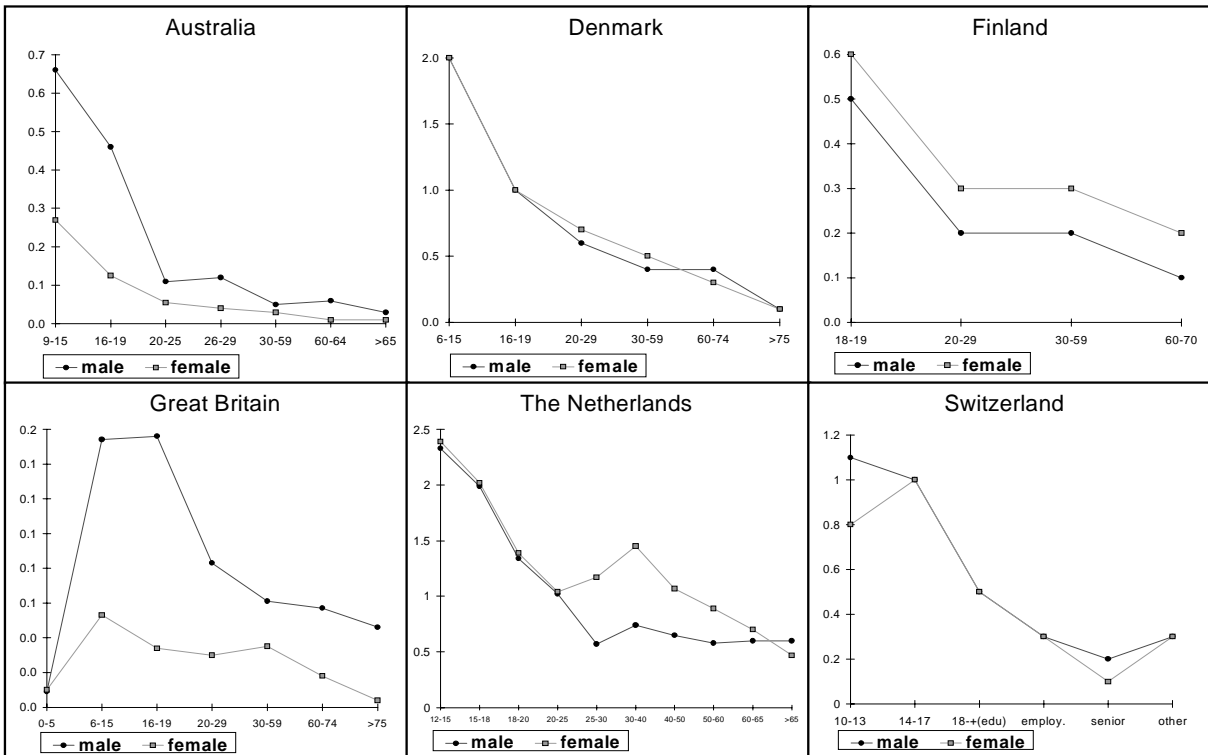 Australia
0.7
0.6
0.5
0.4
0.3
0.2
0.1
0.0
9-15 16-19 20-25 26-29 30-59 60-64 >65
male female
Denmark
2.0
1.5
1.0
0.5
0.0
6-15 16-19 20-29 30-59 60-74 >75
male female
Finland
0.6
0.5
0.4
0.3
0.2
0.1
0.0
18-19 20-29 30-59 60-70
male female
Great Britain
0.2
0.1
0.1
0.1
0.1
0.1
0.0
0.0
0.0
0-5 6-15 16-19 20-29 30-59 60-74 >75
male female
The Netherlands
2.5
2
1.5
1
0.5
0
12-15 15-18 18-20 20-25 25-30 30-40 40-50 50-60 60-65 >65
male female
Switzerland
1.2
1
0.8
0.6
0.4
0.2
0
10-13 14-17 18-+(edu) employ. senior other
male female